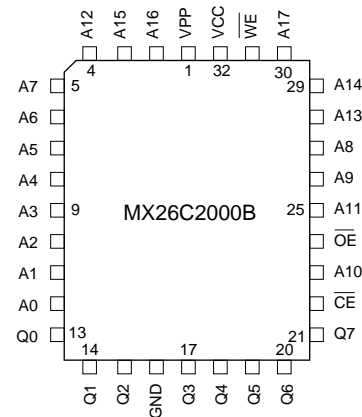 A12 A15 A16 VPP VCC WE A17
4 1 32 30
A7 5 29 A14
A6 A13
A5 A8
A4 A9
A3 9 MX26C2000B 25 A11
A2 OE
A1 A10
A0 CE
Q0 13 21 Q7
14 17 20
Q1 Q2 GND Q3 Q4 Q5 Q6